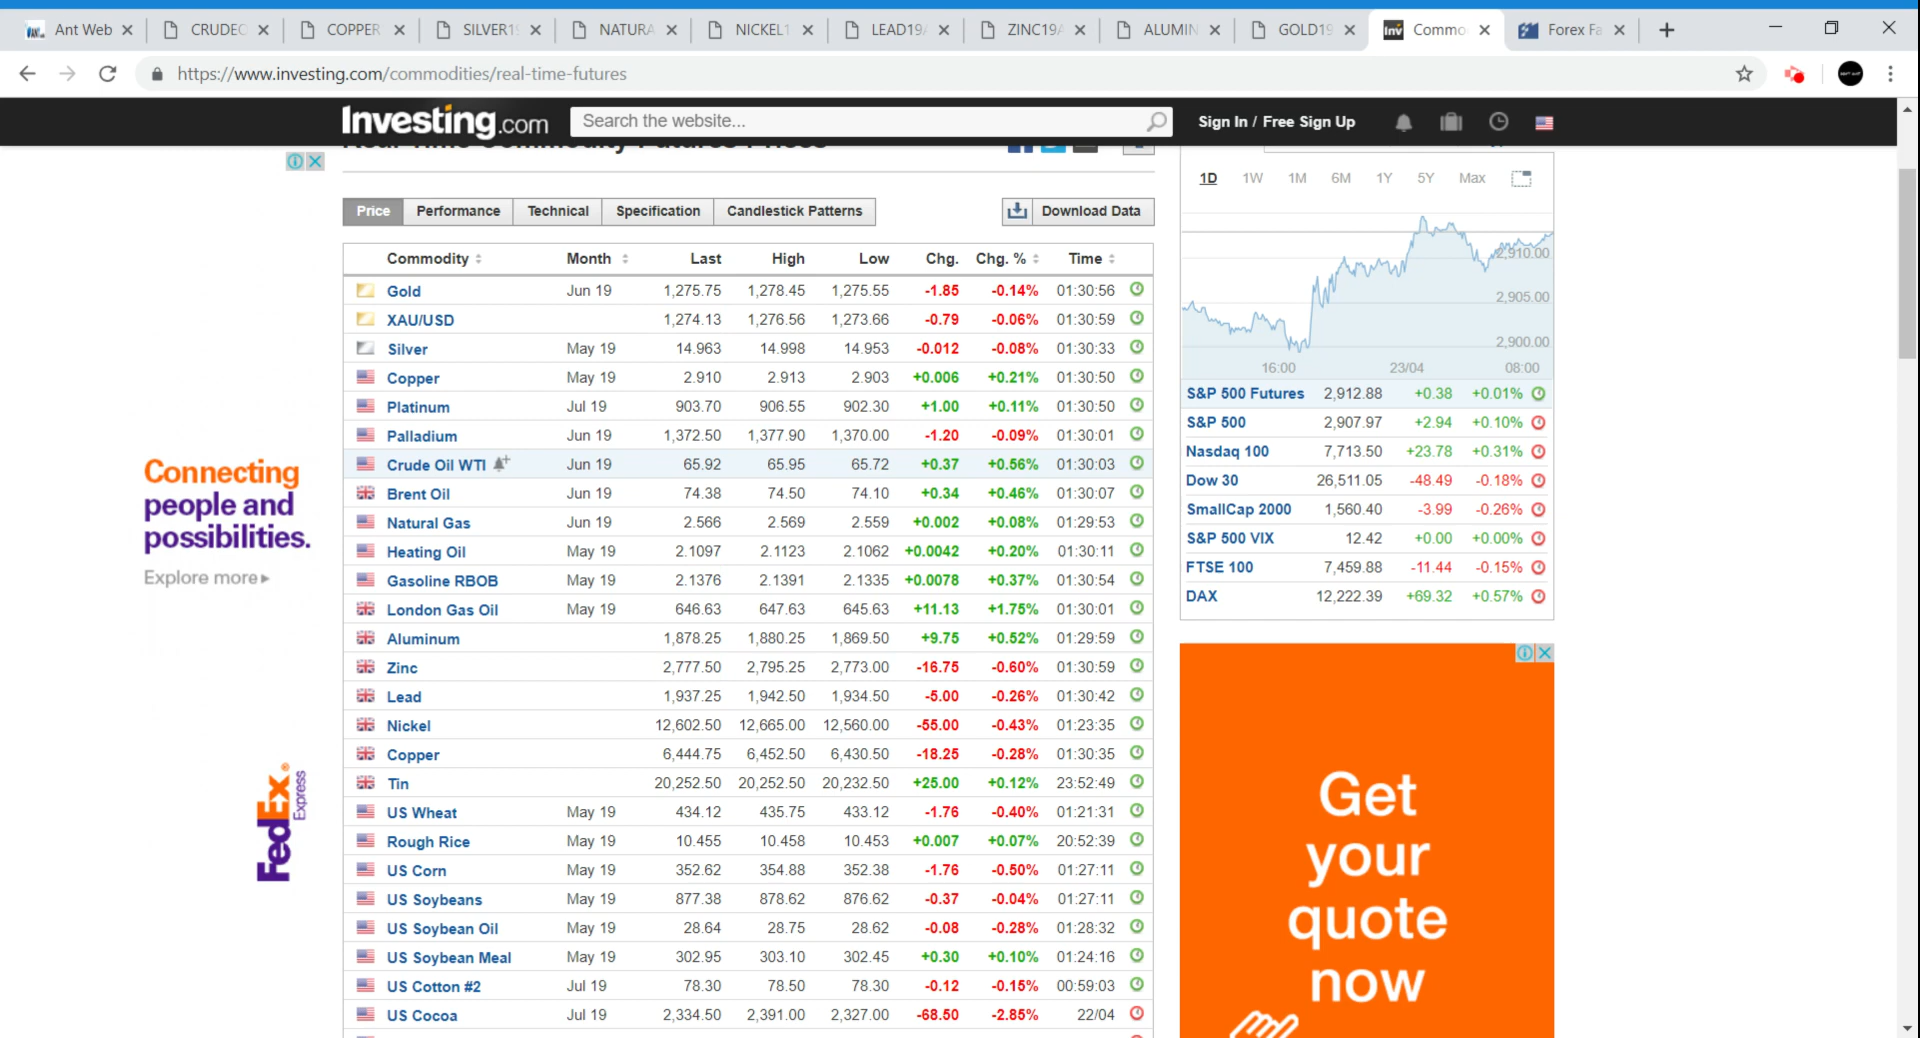 Ant Web
CRUDEO
COPPER
SILVER19
NATURA
NICKEL1
LEAD19A
ZINC19A
ALUMIN
GOLD19
Commo
Forex Fa
https://www.investing.com/commodities/real-time-futures
Investing.com
Search the website...
Sign In / Free Sign Up
Real Time Commodity Futures Prices
Price Performance Technical Specification Candlestick Patterns
Download Data
Commodity Month Last High Low Chg. Chg. % Time
Gold Jun 19 1,275.75 1,278.45 1,275.55 -1.85 -0.14% 01:30:56
XAU/USD 1,274.13 1,276.56 1,273.66 -0.79 -0.06% 01:30:59
Silver May 19 14.963 14.998 14.953 -0.012 -0.08% 01:30:33
Copper May 19 2.910 2.913 2.903 +0.006 +0.21% 01:30:50
Platinum Jul 19 903.70 906.55 902.30 +1.00 +0.11% 01:30:50
Palladium Jun 19 1,372.50 1,377.90 1,370.00 -1.20 -0.09% 01:30:01
Crude Oil WTI Jun 19 65.92 65.95 65.72 +0.37 +0.56% 01:30:03
Brent Oil Jun 19 74.38 74.50 74.10 +0.34 +0.46% 01:30:07
Natural Gas Jun 19 2.566 2.569 2.559 +0.002 +0.08% 01:29:53
Heating Oil May 19 2.1097 2.1123 2.1062 +0.0042 +0.20% 01:30:11
Gasoline RBOB May 19 2.1376 2.1391 2.1335 +0.0078 +0.37% 01:30:54
London Gas Oil May 19 646.63 647.63 645.63 +11.13 +1.75% 01:30:01
Aluminum 1,878.25 1,880.25 1,869.50 +9.75 +0.52% 01:29:59
Zinc 2,777.50 2,795.25 2,773.00 -16.75 -0.60% 01:30:59
Lead 1,937.25 1,942.50 1,934.50 -5.00 -0.26% 01:30:42
Nickel 12,602.50 12,665.00 12,560.00 -55.00 -0.43% 01:23:35
Copper 6,444.75 6,452.50 6,430.50 -18.25 -0.28% 01:30:35
Tin 20,252.50 20,252.50 20,232.50 +25.00 +0.12% 23:52:49
US Wheat May 19 434.12 435.75 433.12 -1.76 -0.40% 01:21:31
Rough Rice May 19 10.455 10.458 10.453 +0.007 +0.07% 20:52:39
US Corn May 19 352.62 354.88 352.38 -1.76 -0.50% 01:27:11
US Soybeans May 19 877.38 878.62 876.62 -0.37 -0.04% 01:27:11
US Soybean Oil May 19 28.64 28.75 28.62 -0.08 -0.28% 01:28:32
US Soybean Meal May 19 302.95 303.10 302.45 +0.30 +0.10% 01:24:16
US Cotton #2 Jul 19 78.30 78.50 78.30 -0.12 -0.15% 00:59:03
US Cocoa Jul 19 2,334.50 2,391.00 2,327.00 -68.50 -2.85% 22/04
1D 1W 1M 6M 1Y 5Y Max
2,910.00
2,905.00
2,900.00
16:00 23/04 08:00
S&P 500 Futures 2,912.88 +0.38 +0.01%
S&P 500 2,907.97 +2.94 +0.10%
Nasdaq 100 7,713.50 +23.78 +0.31%
Dow 30 26,511.05 -48.49 -0.18%
SmallCap 2000 1,560.40 -3.99 -0.26%
S&P 500 VIX 12.42 +0.00 +0.00%
FTSE 100 7,459.88 -11.44 -0.15%
DAX 12,222.39 +69.32 +0.57%
Connecting
people and
possibilities.
Explore more
FedEx®
Express
Get
your
quote
now